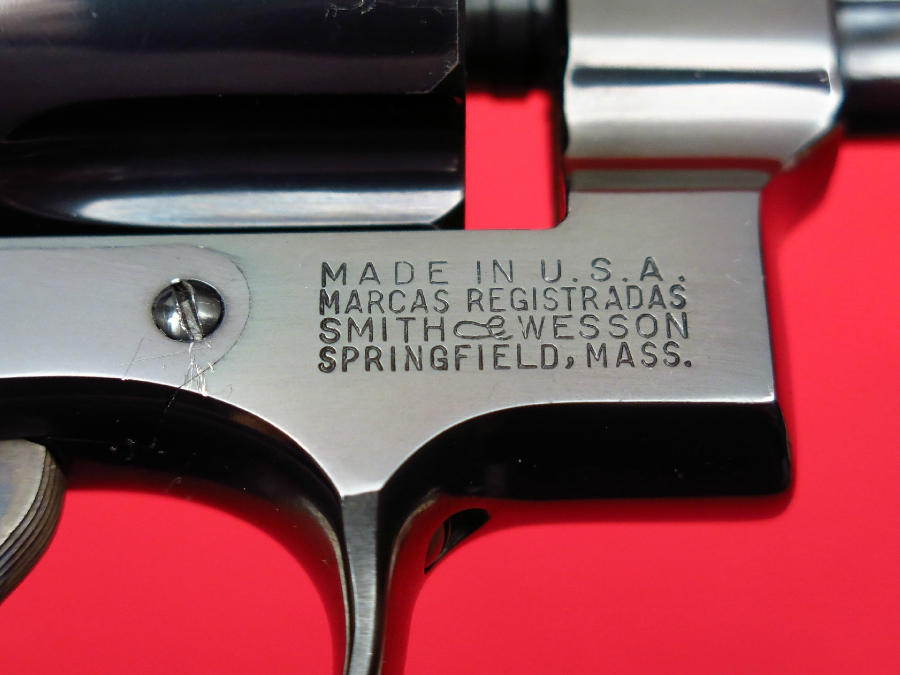 MADE IN U.S.A.
MARCAS REGISTRADAS
SMITH & WESSON
SPRINGFIELD, MASS.